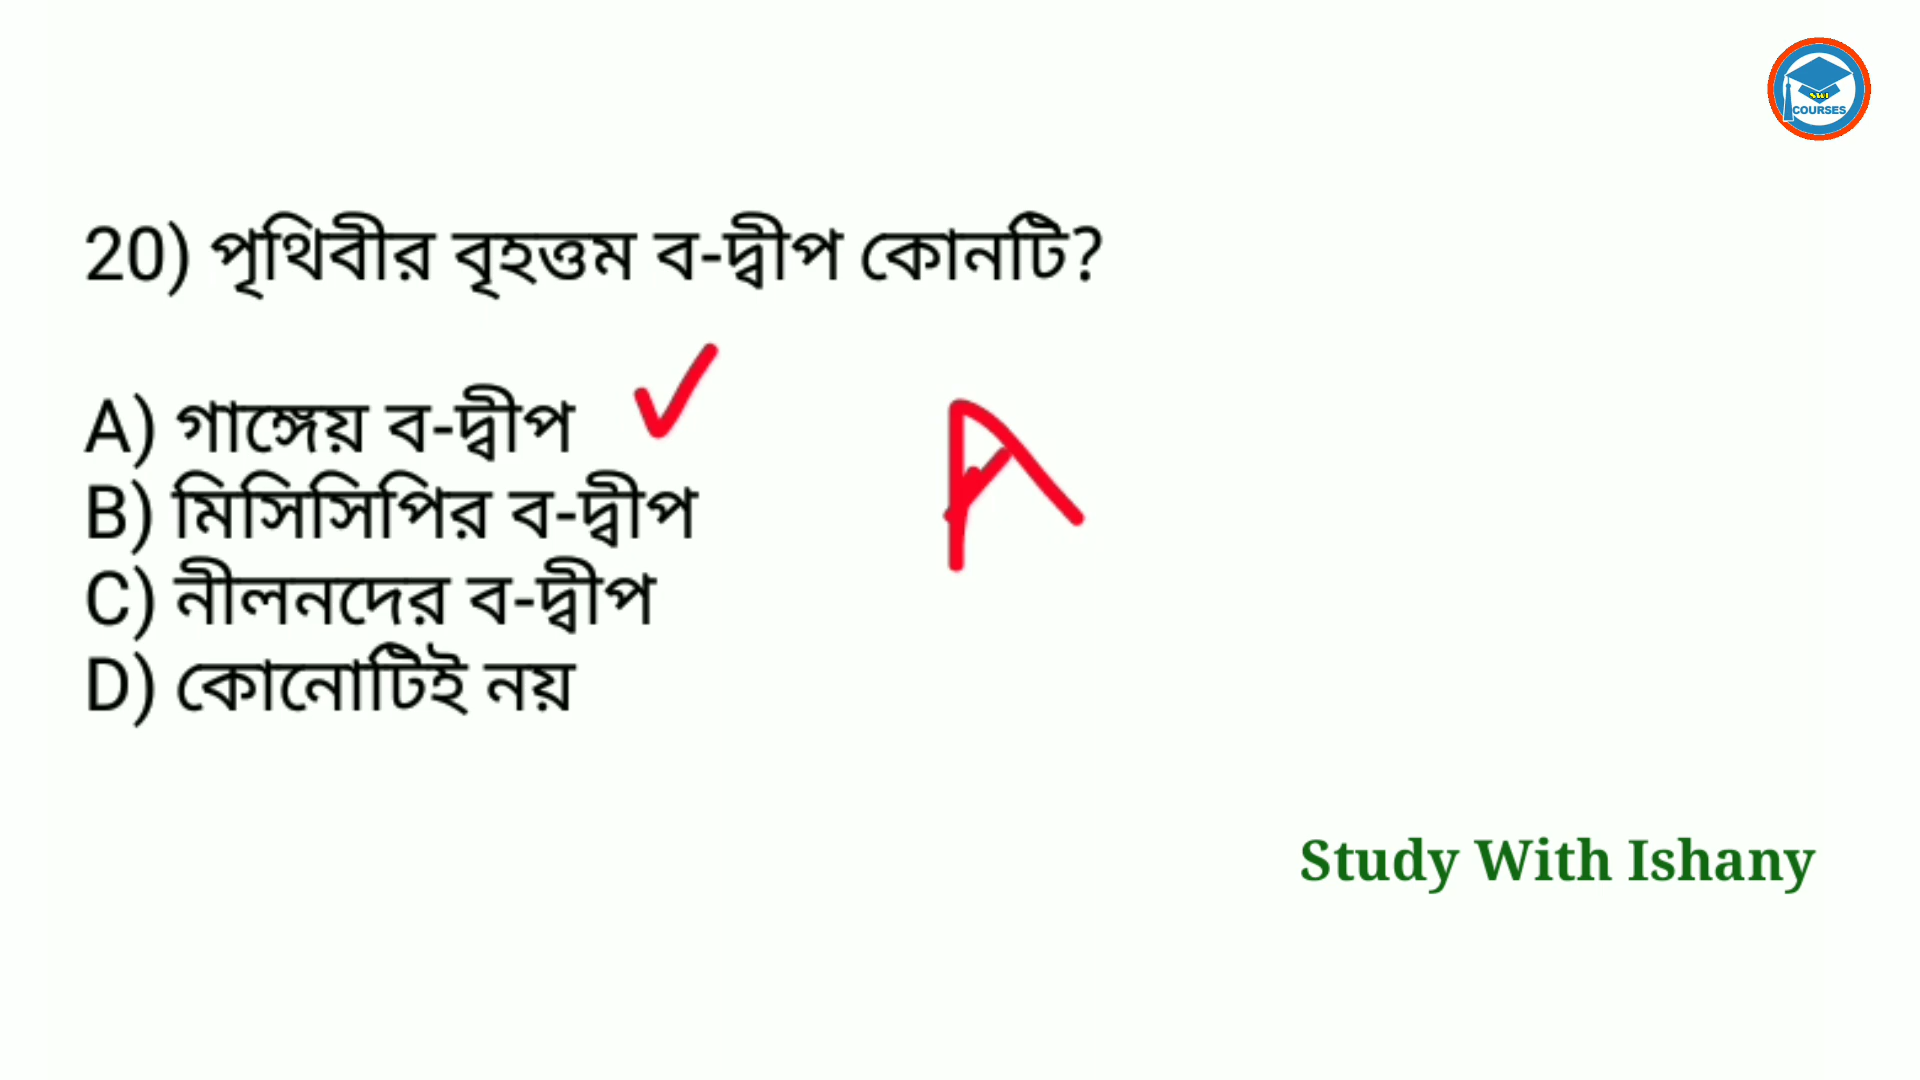 COURSES
20) পৃথিবীর বৃহত্তম ব-দ্বীপ কোনটি?
A) গাঙ্গেয় ব-দ্বীপ
B) মিসিসিপির ব-দ্বীপ
C) নীলনদের ব-দ্বীপ
D) কোনোটিই নয়
A
Study With Ishany